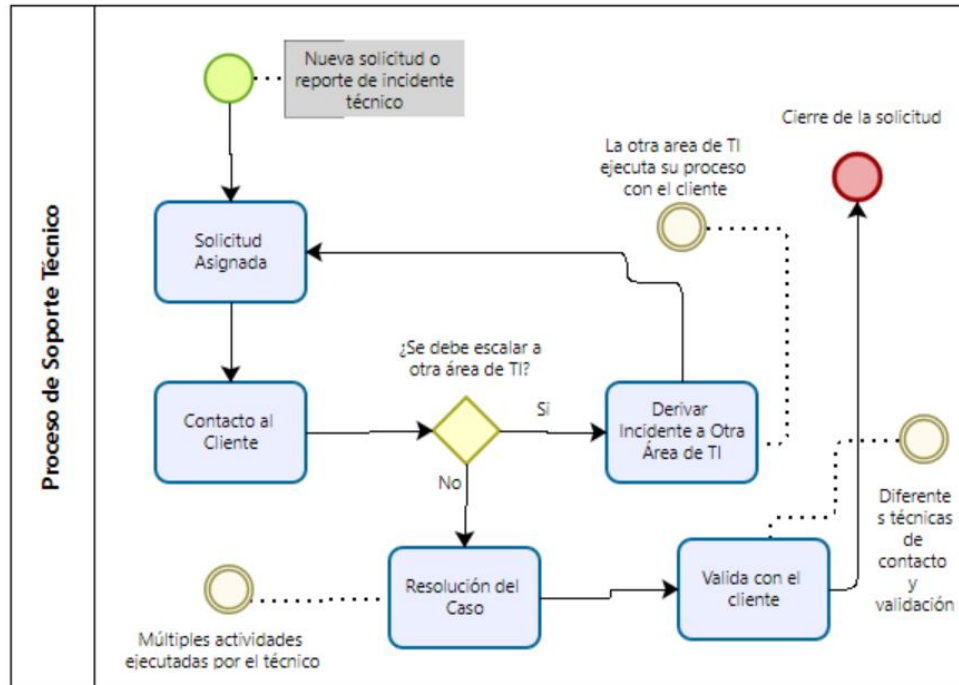 Proceso de Soporte Técnico
Nueva solicitud o
reporte de incidente
técnico
Cierre de la solicitud
La otra area de TI
ejecuta su proceso
con el cliente
Solicitud
Asignada
¿Se debe escalar a
otra área de TI?
Contacto al
Cliente
Si
Derivar
Incidente a Otra
Área de TI
No
Diferente
s técnicas
de
contacto
y
validación
Resolución del
Caso
Valida con el
cliente
Múltiples actividades
ejecutadas por el técnico